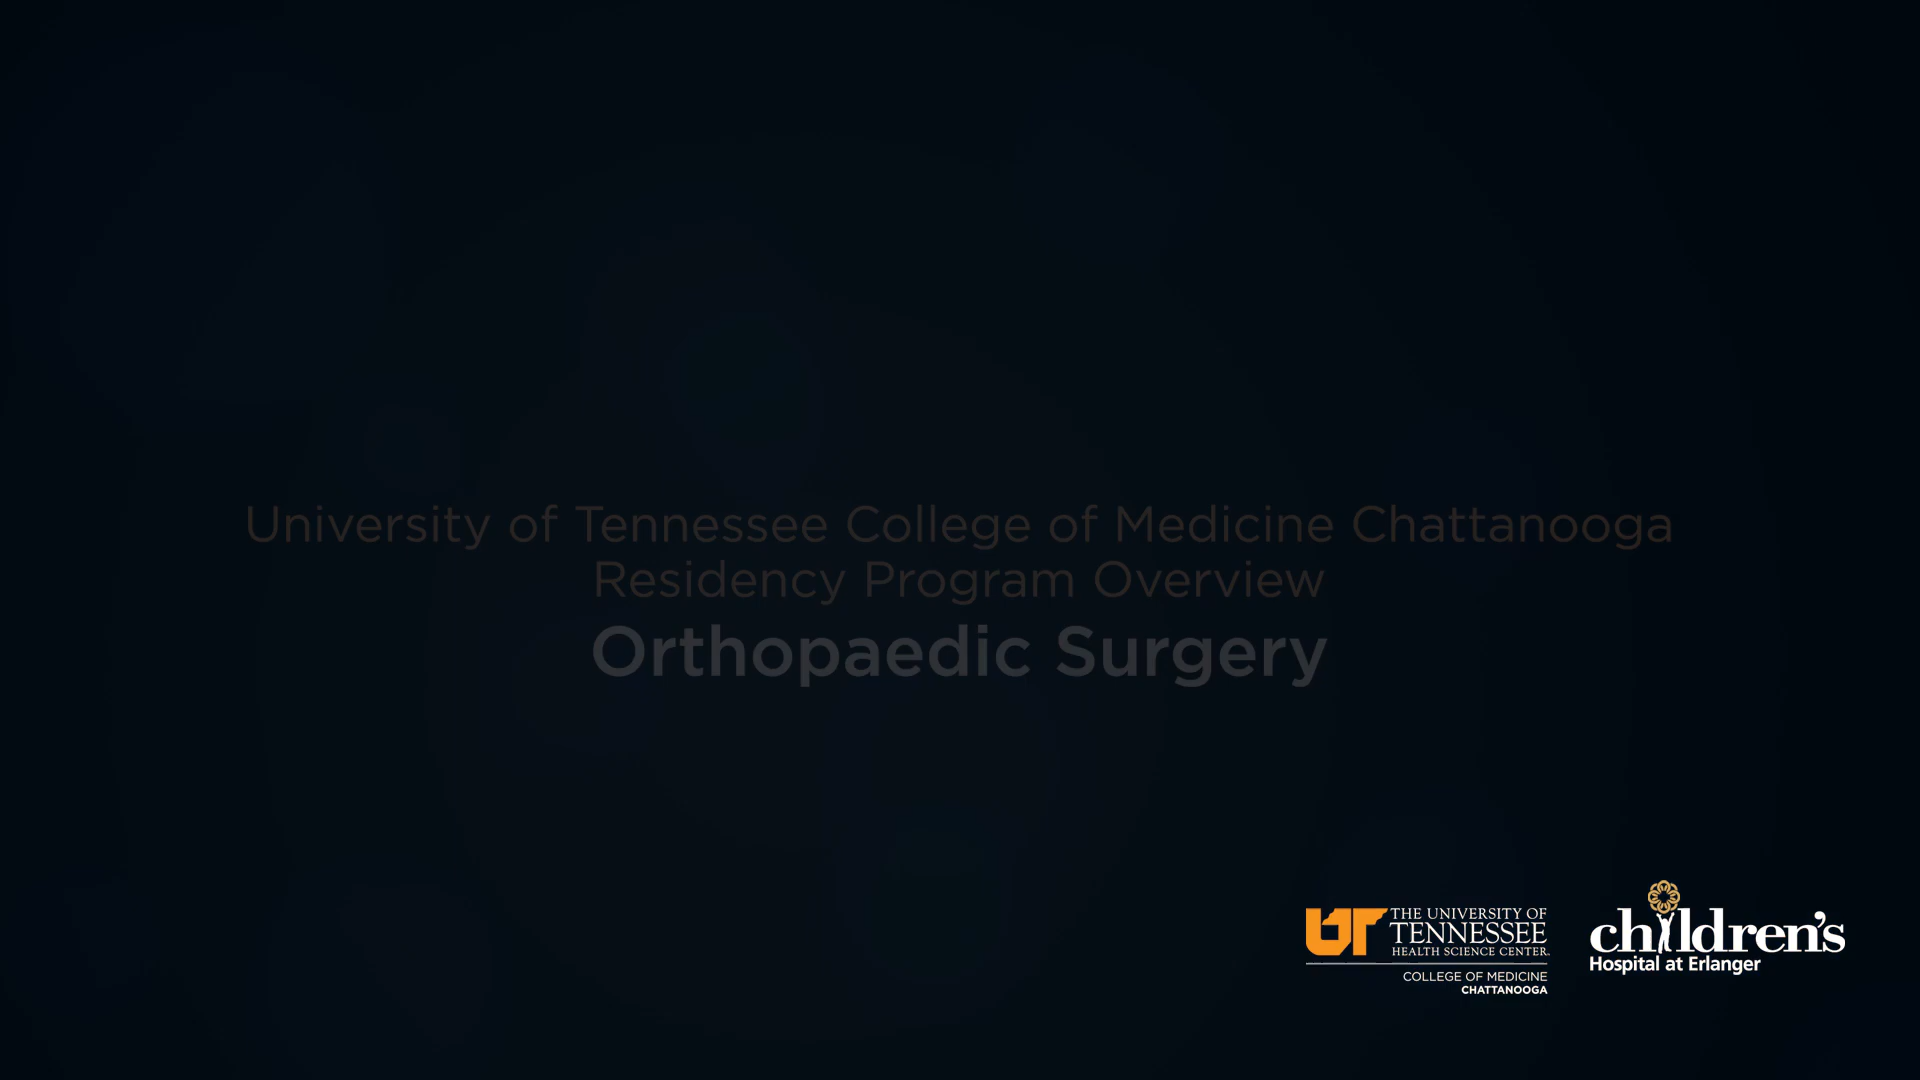 University of Tennessee College of Medicine Chattanooga
Residency Program Overview
Orthopaedic Surgery
UT THE UNIVERSITY OF
TENNESSEE
HEALTH SCIENCE CENTER
COLLEGE OF MEDICINE
CHATTANOOGA
children's
Hospital at Erlanger